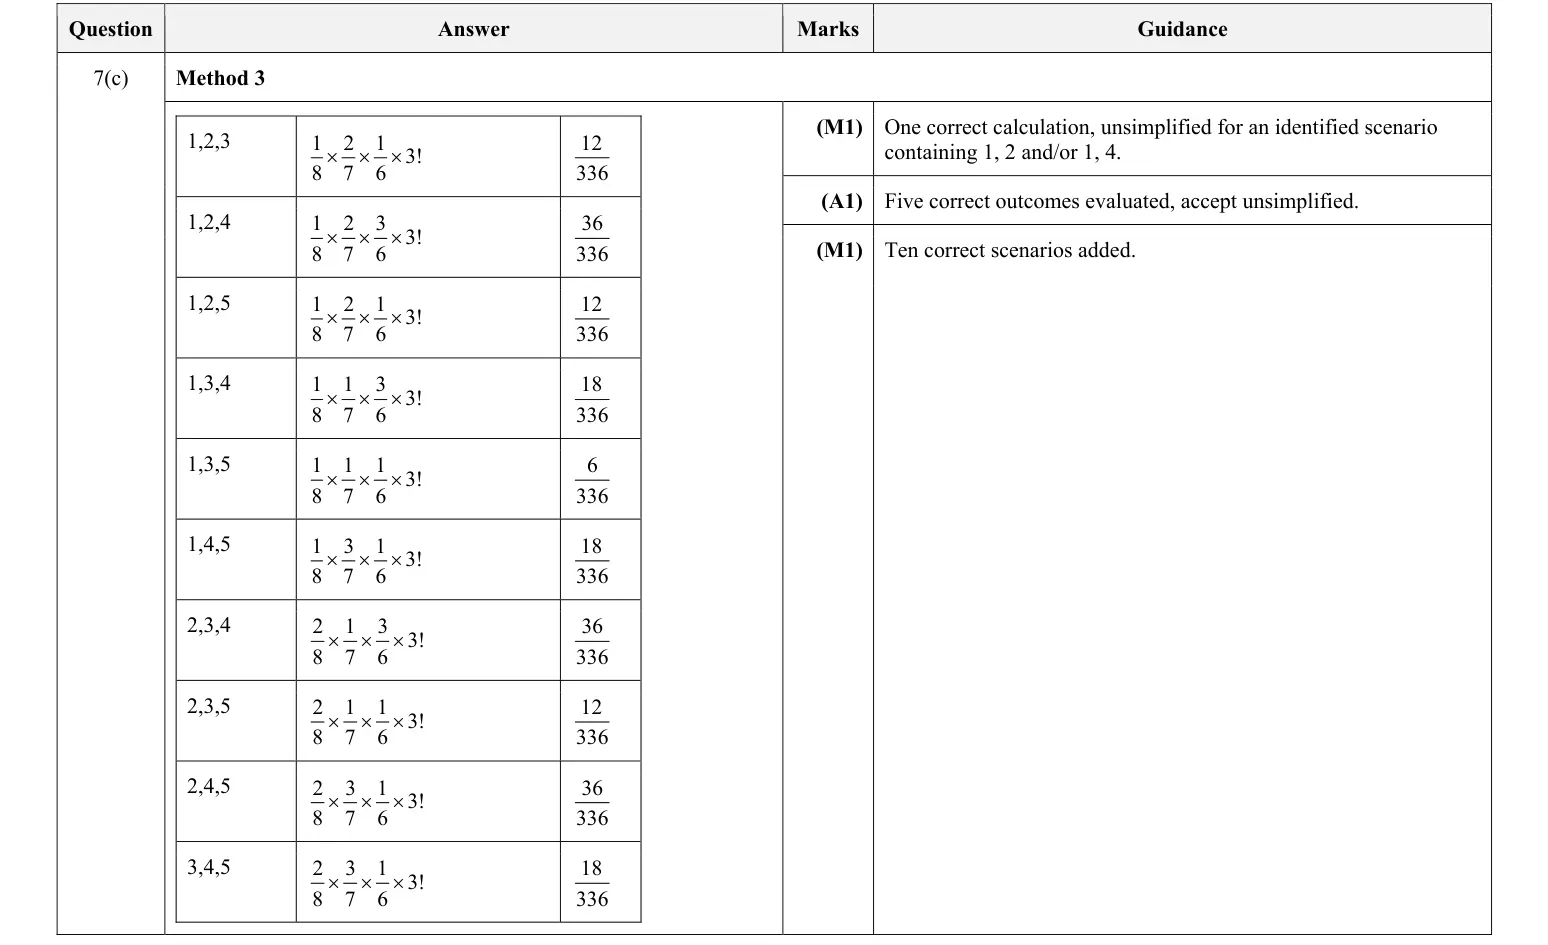 Question Answer Marks Guidance
7(c) Method 3
1,2,3 1/8 × 2/7 × 1/6 × 3! 12/336
(M1) One correct calculation, unsimplified for an identified scenario
containing 1, 2 and/or 1, 4.
1,2,4 1/8 × 2/7 × 3/6 × 3! 36/336
(A1) Five correct outcomes evaluated, accept unsimplified.
(M1) Ten correct scenarios added.
1,2,5 1/8 × 2/7 × 1/6 × 3! 12/336
1,3,4 1/8 × 1/7 × 3/6 × 3! 18/336
1,3,5 1/8 × 1/7 × 1/6 × 3! 6/336
1,4,5 1/8 × 3/7 × 1/6 × 3! 18/336
2,3,4 2/8 × 1/7 × 3/6 × 3! 36/336
2,3,5 2/8 × 1/7 × 1/6 × 3! 12/336
2,4,5 2/8 × 3/7 × 1/6 × 3! 36/336
3,4,5 2/8 × 3/7 × 1/6 × 3! 18/336